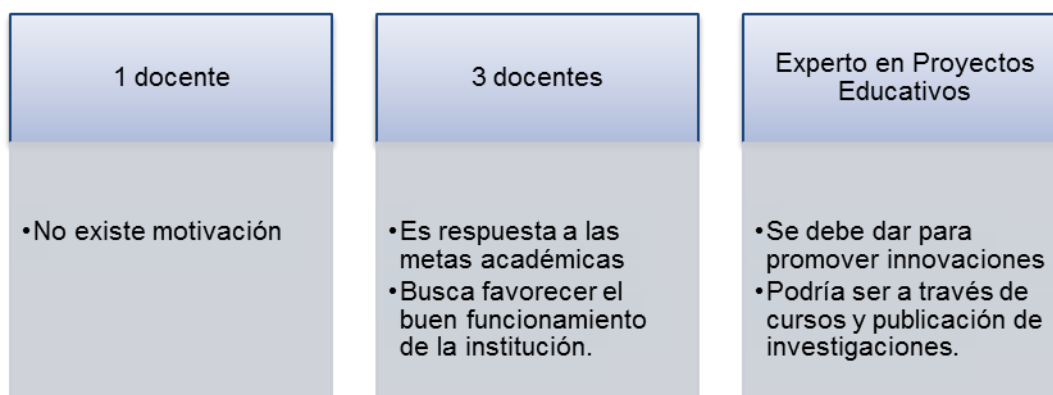 1 docente
•No existe motivación
3 docentes
•Es respuesta a las
metas académicas
•Busca favorecer el
buen funcionamiento
de la institución.
Experto en Proyectos
Educativos
•Se debe dar para
promover innovaciones
•Podría ser a través de
cursos y publicación de
investigaciones.